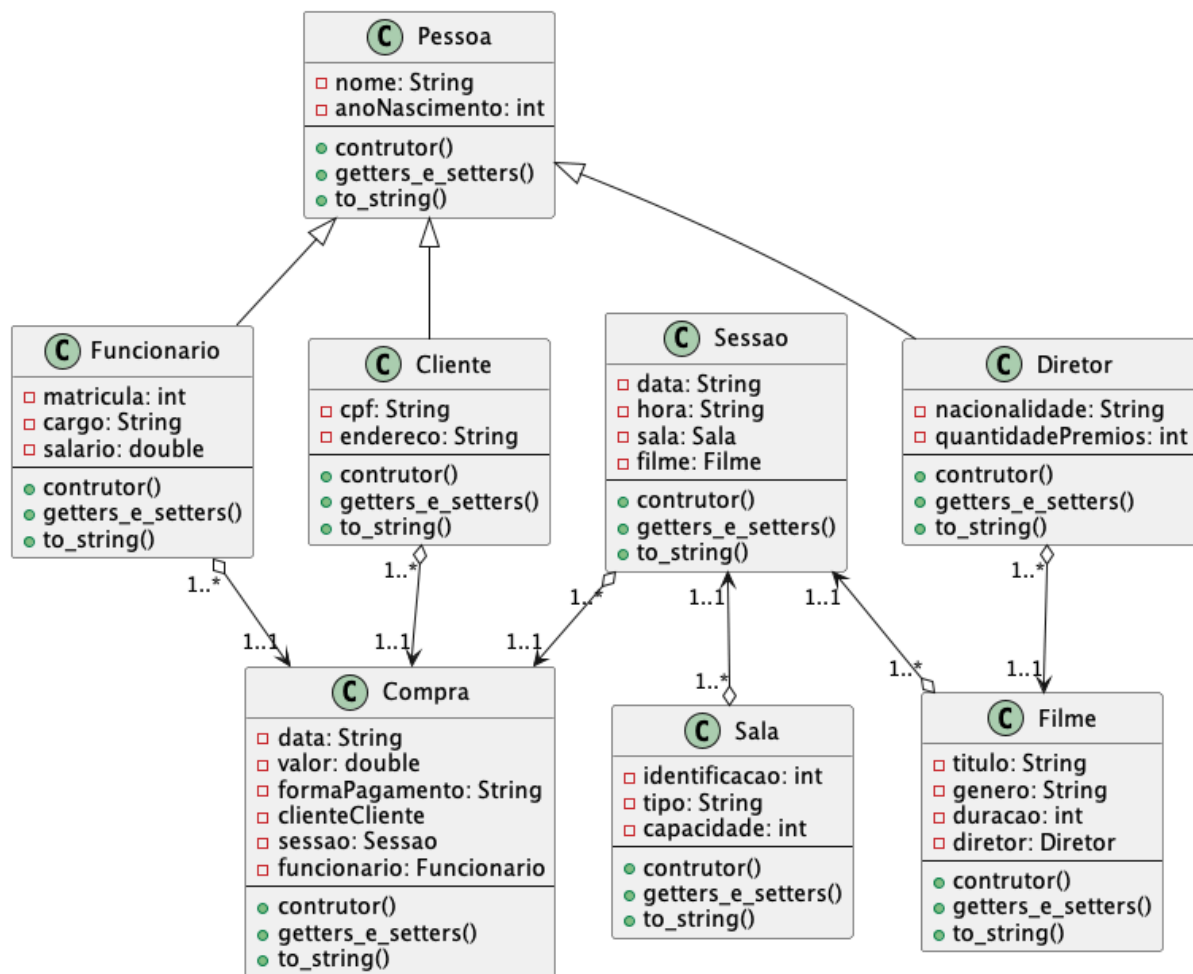 C Pessoa
nome: String
anoNascimento: int
contrutor()
getters_e_setters()
to_string()
C Funcionario
matricula: int
cargo: String
salario: double
contrutor()
getters_e_setters()
to_string()
C Cliente
cpf: String
endereco: String
contrutor()
getters_e_setters()
to_string()
C Sessao
data: String
hora: String
sala: Sala
filme: Filme
contrutor()
getters_e_setters()
to_string()
C Diretor
nacionalidade: String
quantidadePremios: int
contrutor()
getters_e_setters()
to_string()
1..*
1..1
1..*
1..1
1..*
1..1
1..1
1..*
1..1
1..*
1..*
1..1
C Compra
data: String
valor: double
formaPagamento: String
clienteCliente
sessao: Sessao
funcionario: Funcionario
contrutor()
getters_e_setters()
to_string()
C Sala
identificacao: int
tipo: String
capacidade: int
contrutor()
getters_e_setters()
to_string()
C Filme
titulo: String
genero: String
duracao: int
diretor: Diretor
contrutor()
getters_e_setters()
to_string()